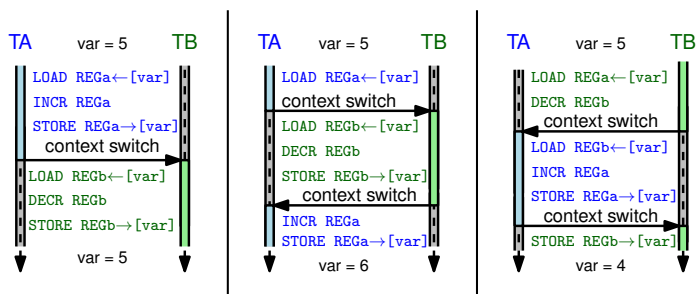 TA var = 5 TB
LOAD REGa←[var]
INCR REGa
STORE REGa→[var]
context switch
LOAD REGb←[var]
DECR REGb
STORE REGb→[var]
var = 5
TA var = 5 TB
LOAD REGa←[var]
context switch
LOAD REGb←[var]
DECR REGb
STORE REGb→[var]
context switch
INCR REGa
STORE REGa→[var]
var = 6
TA var = 5 TB
LOAD REGa←[var]
DECR REGb
context switch
LOAD REGb←[var]
INCR REGa
STORE REGa→[var]
context switch
STORE REGb→[var]
var = 4